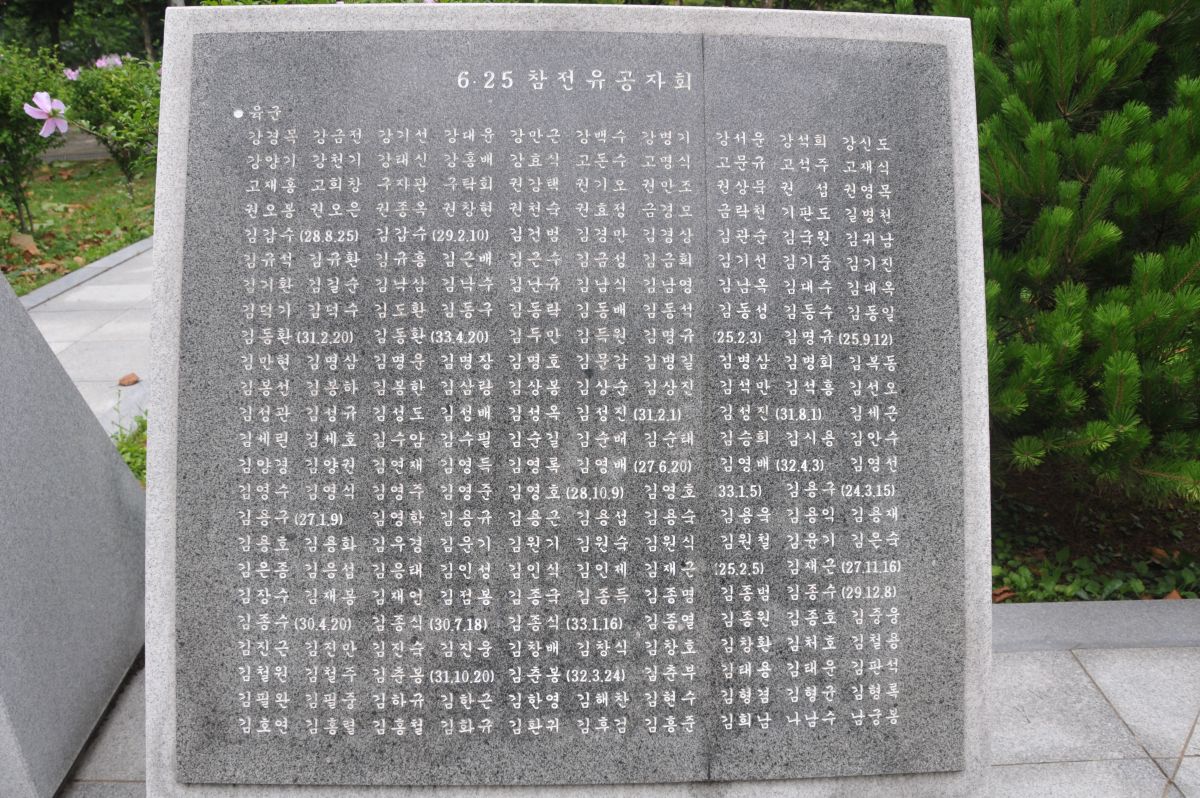 6·25 참전유공자회
● 육군
강경목 강금전 강기선 강대윤 강만근 강백수 강명기 강서운 강석희 강신도
강양기 강천기 강태신 강홍배 강효식 고돈수 고명식 고문규 고석주 고재식
고재홍 고희창 구자관 구탁회 권강택 권기오 권만조 권상묵 권 섭 권영목
권오봉 권오은 권종옥 권창현 권천숙 권효정 금경모 금락천 기판도 길병천
김갑수(28.8.25) 김갑수(29.2.10) 김건범 김경만 김경상 김관순 김국원 김귀남
김규석 김규환 김규흥 김근배 김근수 김금성 김금희 김기선 김기중 김기진
김기환 김길순 김낙삼 김낙수 김난규 김남식 김남영 김남옥 김대수 김대옥
김덕기 김덕수 김도환 김동구 김동락 김동배 김동석 김동성 김동수 김동일
김동환(31.2.20) 김동환(33.4.20) 김두만 김득원 김명규(25.2.3) 김명규(25.9.12)
김만현 김명삼 김명운 김명장 김명호 김문갑 김병길 김병삼 김병희 김복동
김봉선 김봉하 김봉한 김삼랑 김상봉 김상순 김상진 김석만 김석흥 김선오
김성관 김성규 김성도 김성배 김성옥 김성진(31.2.1) 김성진(31.8.1) 김세근
김세린 김세호 김수암 김수필 김순길 김순배 김순태 김승희 김시용 김안수
김양경 김양권 김연재 김영득 김영록 김영배(27.6.20) 김영배(32.4.3) 김영선
김영수 김영식 김영주 김영준 김영호(28.10.9) 김영호(33.1.5) 김용구(24.3.15)
김용구(27.1.9) 김영학 김용규 김용근 김용섭 김용숙 김용욱 김용익 김용재
김용호 김용화 김우경 김운기 김원기 김원숙 김원식 김원철 김윤기 김은숙
김은종 김응섭 김응태 김인성 김인식 김인제 김재근(25.2.5) 김재근(27.11.16)
김장수 김재봉 김재언 김점봉 김종국 김종득 김종명 김종범 김종수(29.12.8)
김종수(30.4.20) 김종식(30.7.18) 김종식(33.1.16) 김종열 김종원 김종호 김중웅
김진근 김진만 김진숙 김진웅 김창배 김창식 김창호 김창환 김처호 김철용
김철원 김철주 김춘봉(31.10.20) 김춘봉(32.3.24) 김춘부 김태용 김태운 김판석
김필완 김필중 김하규 김한근 김한영 김해찬 김현수 김형겸 김형균 김형록
김호연 김홍렬 김홍철 김화규 김환귀 김후검 김흥준 김희남 나남수 남궁봉